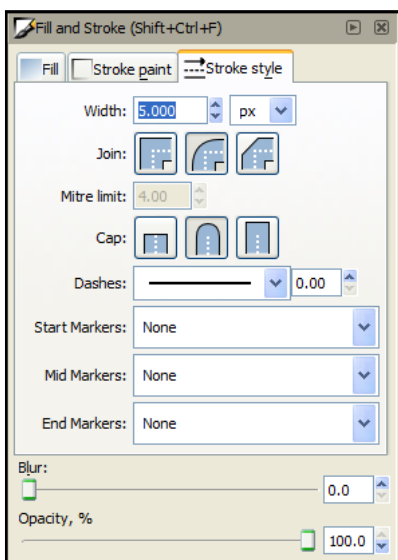 Fill and Stroke (Shift+Ctrl+F)
Fill Stroke paint Stroke style
Width: 5.000 px
Join:
Mitre limit: 4.00
Cap:
Dashes: 0.00
Start Markers: None
Mid Markers: None
End Markers: None
Blur:
0.0
Opacity, %
100.0